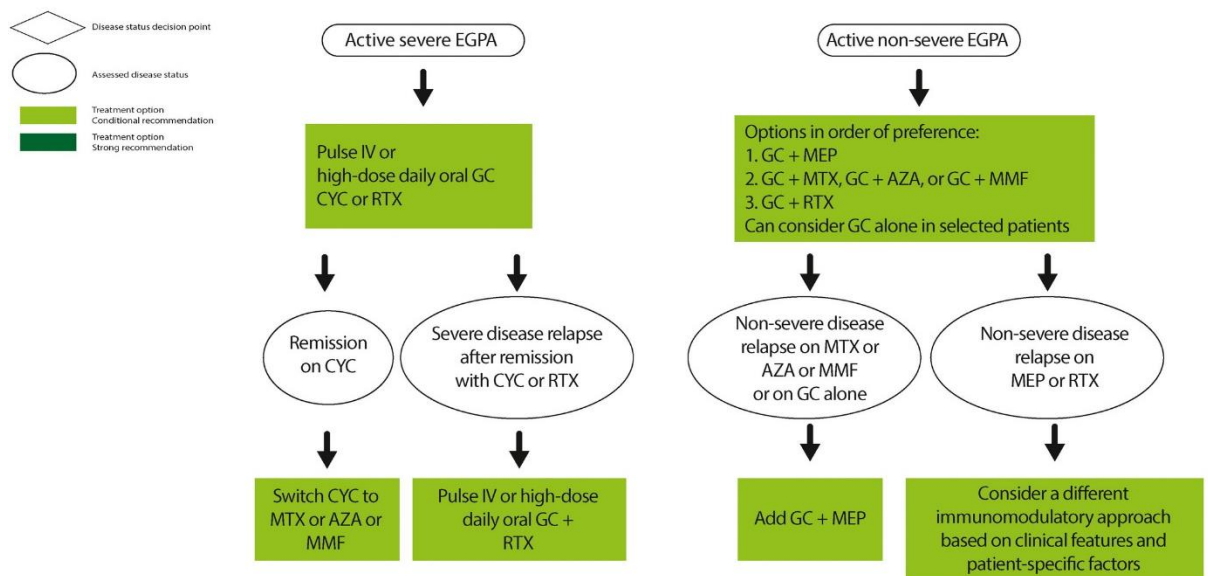 Disease status decision point
Assessed disease status
Treatment option
Conditional recommendation
Treatment option
Strong recommendation
Active severe EGPA
Pulse IV or
high-dose daily oral GC
CYC or RTX
Remission
on CYC
Severe disease relapse
after remission
with CYC or RTX
Switch CYC to
MTX or AZA or
MMF
Pulse IV or high-dose
daily oral GC +
RTX
Active non-severe EGPA
Options in order of preference:
1. GC + MEP
2. GC + MTX, GC + AZA, or GC + MMF
3. GC + RTX
Can consider GC alone in selected patients
Non-severe disease
relapse on MTX or
AZA or MMF
or on GC alone
Non-severe disease
relapse on
MEP or RTX
Add GC + MEP
Consider a different
immunomodulatory approach
based on clinical features and
patient-specific factors